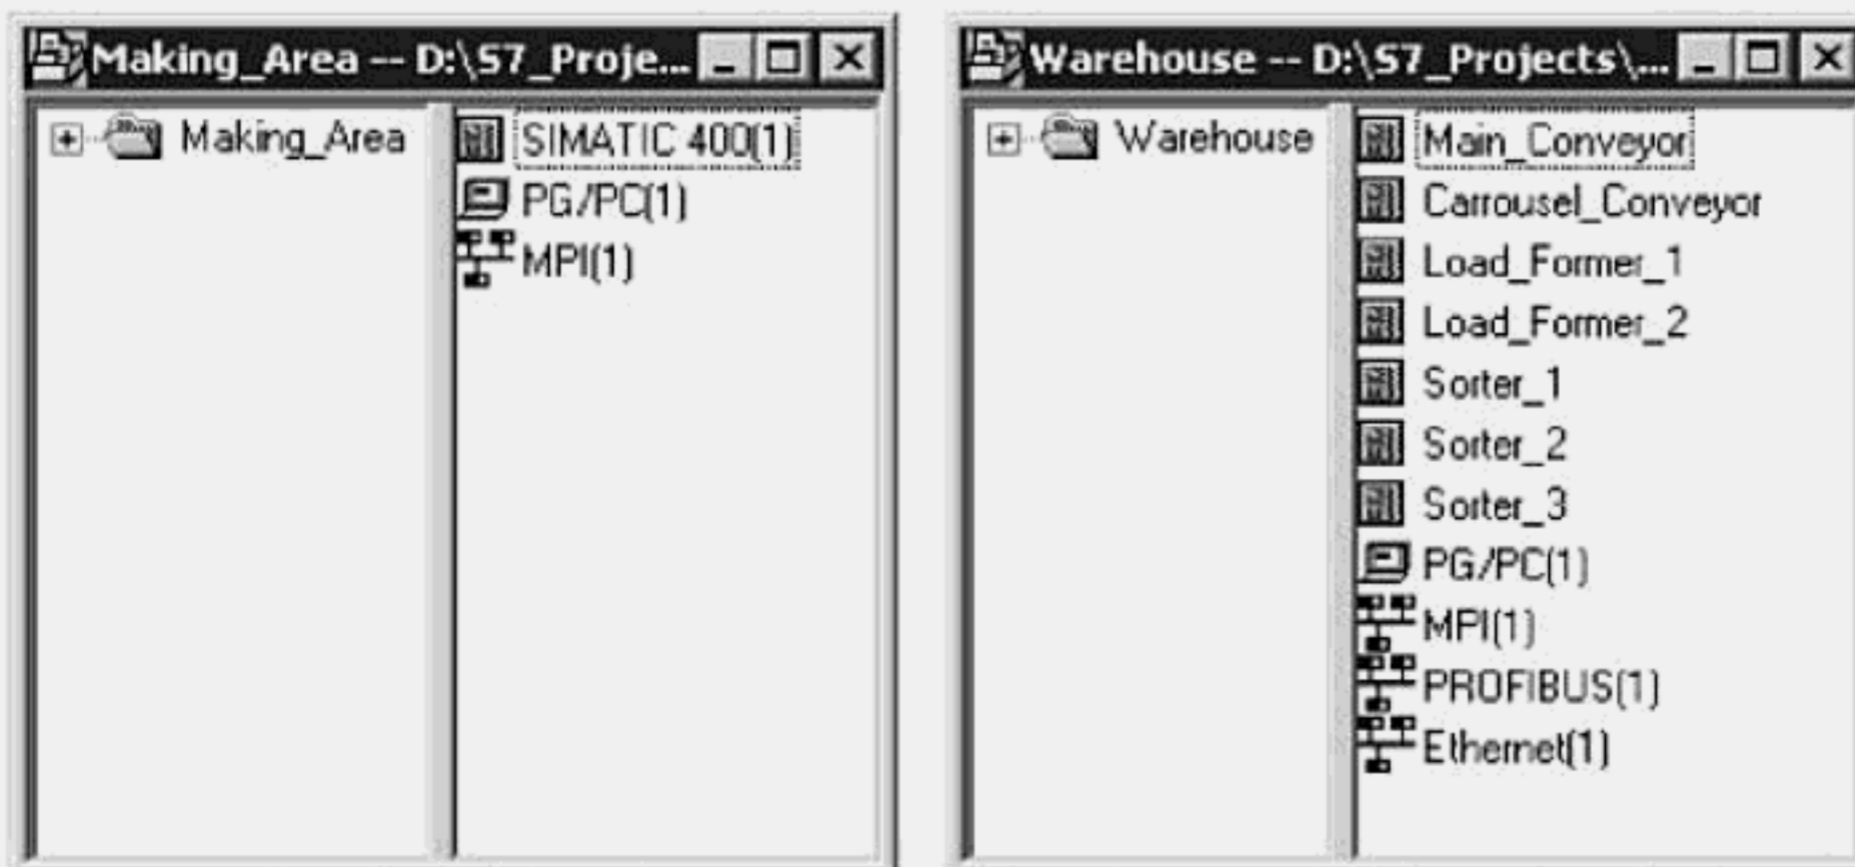 Making_Area -- D:\S7_Proje...
Making_Area
SIMATIC 400(1)
PG/PC(1)
MPI(1)
Warehouse -- D:\S7_Projects\...
Warehouse
Main_Conveyor
Carrousel_Conveyor
Load_Former_1
Load_Former_2
Sorter_1
Sorter_2
Sorter_3
PG/PC(1)
MPI(1)
PROFIBUS(1)
Ethernet(1)